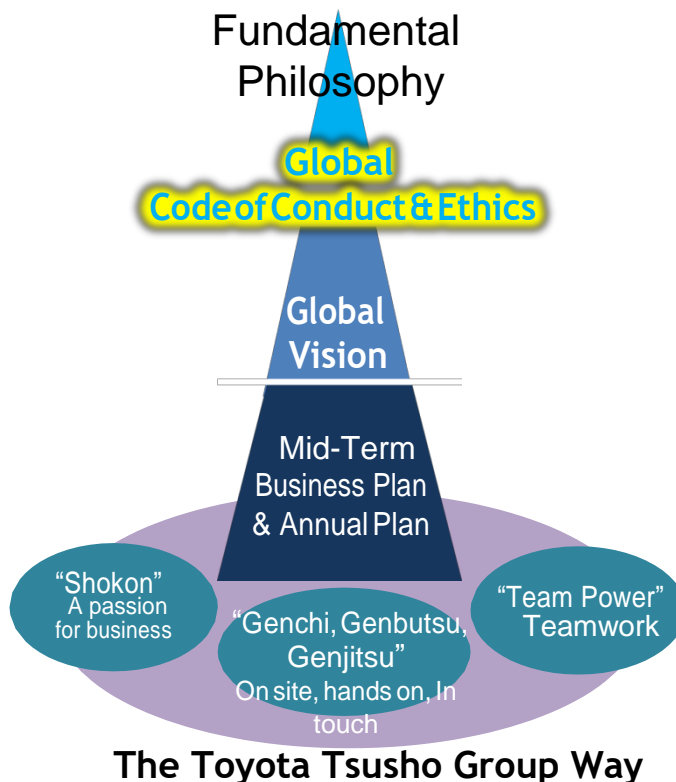 Fundamental
Philosophy
Global
Code of Conduct & Ethics
Global
Vision
Mid-Term
Business Plan
& Annual Plan
“Shokon”
A passion
for business
“Genchi, Genbutsu,
Genjitsu”
On site, hands on, In
touch
“Team Power”
Teamwork
The Toyota Tsusho Group Way